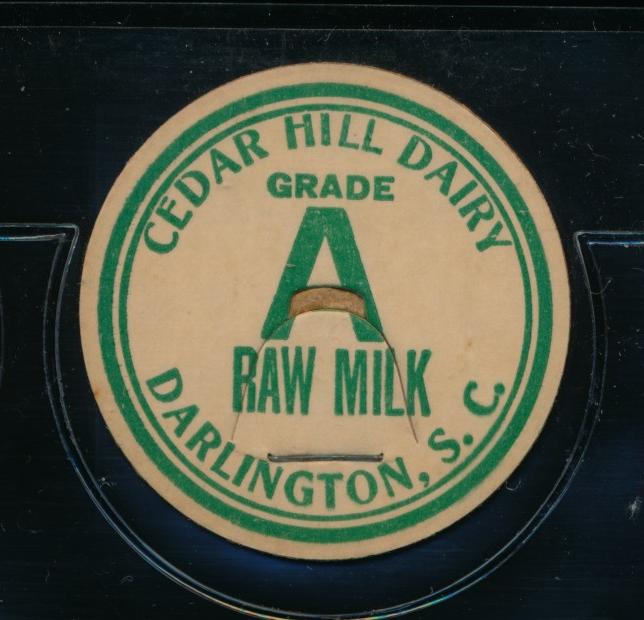 CEDAR HILL DAIRY
GRADE
A
RAW MILK
DARLINGTON, S. C.